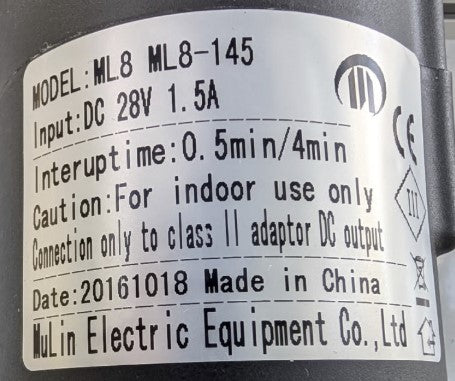 MODEL:ML8 ML8-145
Input:DC 28V 1.5A
Interuptime:0.5min/4min
Caution:For indoor use only
Connection only to class II adaptor DC output
Date:20161018 Made in China
MuLin Electric Equipment Co.,Ltd
CE
III